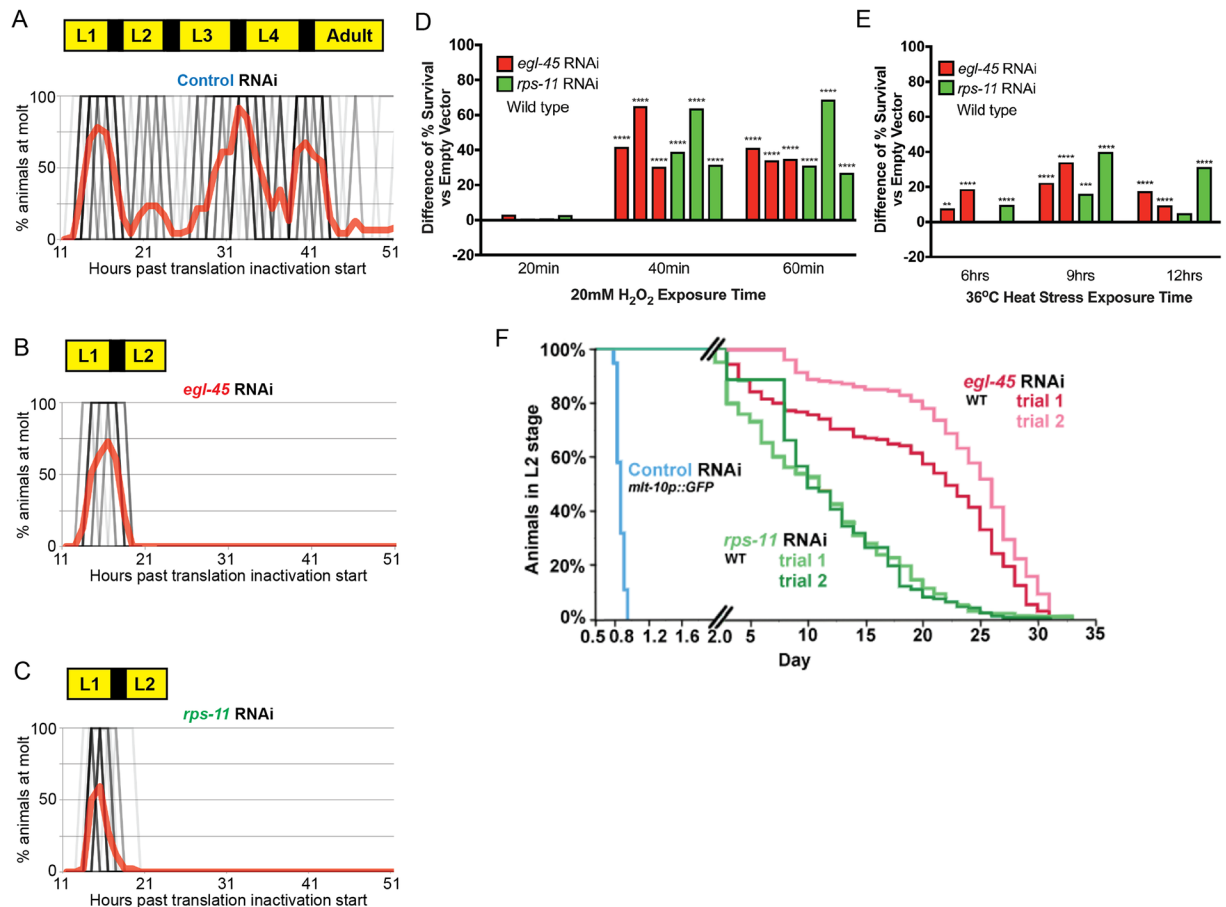 A
L1 L2 L3 L4 Adult
Control RNAi
% animals at molt
100
50
0
11 21 31 41 51
Hours past translation inactivation start
B
L1 L2
egl-45 RNAi
% animals at molt
100
50
0
11 21 31 41 51
Hours past translation inactivation start
C
L1 L2
rps-11 RNAi
% animals at molt
100
50
0
11 21 31 41 51
Hours past translation inactivation start
D
Difference of % Survival
vs Empty Vector
100
80
60
40
20
0
-20
egl-45 RNAi
rps-11 RNAi
Wild type
**** **** **** **** **** ****
**** **** **** **** **** ****
20min 40min 60min
20mM H2O2 Exposure Time
E
Difference of % Survival
vs Empty Vector
100
80
60
40
20
0
-20
egl-45 RNAi
rps-11 RNAi
Wild type
** **** ****
**** **** *** ****
**** **** ****
6hrs 9hrs 12hrs
36°C Heat Stress Exposure Time
F
Animals in L2 stage
100%
80%
60%
40%
20%
0%
Control RNAi
mlt-10p::GFP
egl-45 RNAi
WT trial 1
trial 2
rps-11 RNAi
WT trial 1
trial 2
0.5 0.8 1.2 1.6 2.0 5 10 15 20 25 30 35
Day